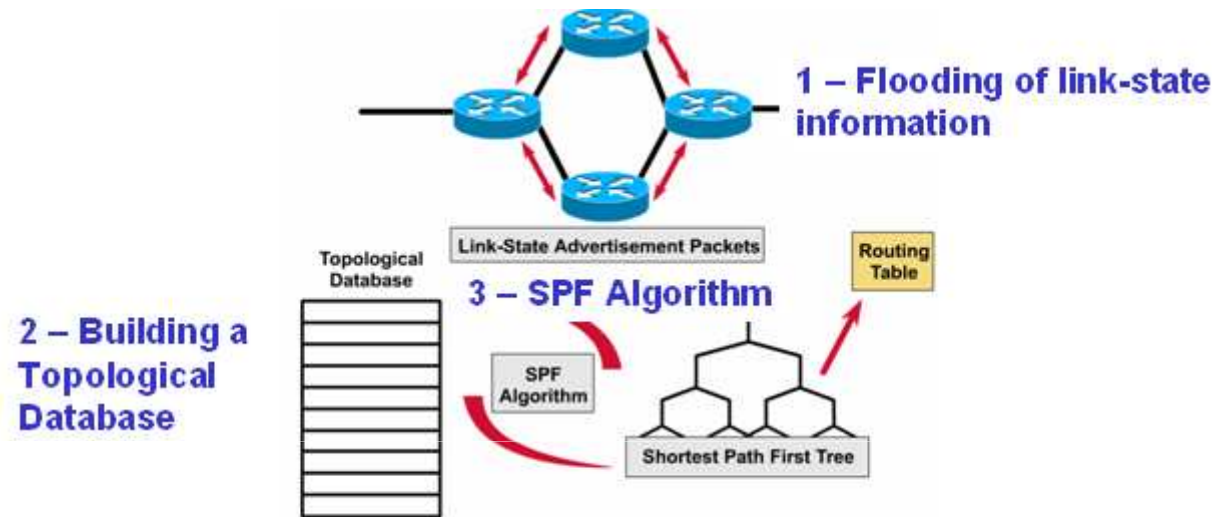 1 – Flooding of link-state
information
Link-State Advertisement Packets
Routing
Table
Topological
Database
3 – SPF Algorithm
2 – Building a
Topological
Database
SPF
Algorithm
Shortest Path First Tree